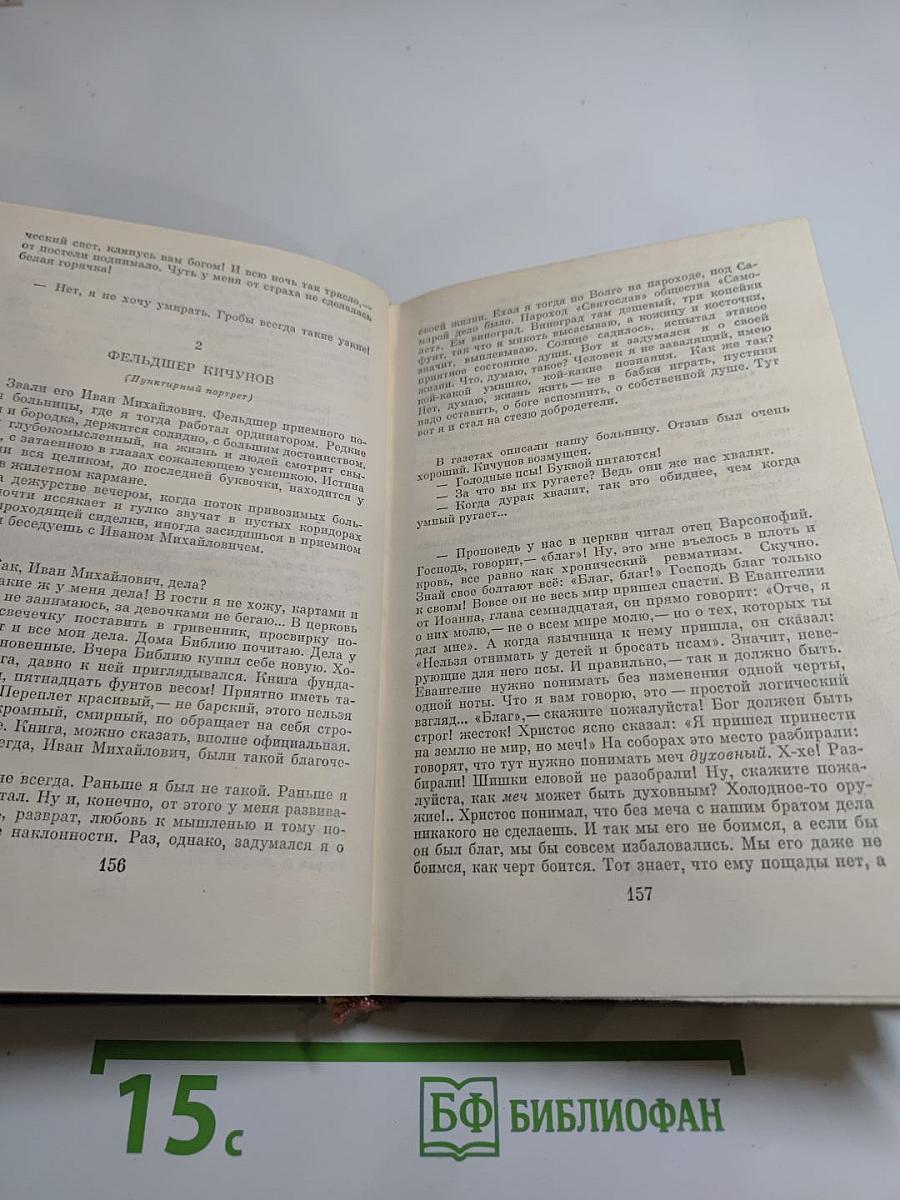 ческий свет, клянусь вам богом! И всю ночь так трясло,—
от постели поднимало. Чуть у меня от страха не сделалась
белая горячка!
— Нет, я не хочу умирать. Гробы всегда такие узкие!
2
ФЕЛЬДШЕР КИЧУНОВ
(Пунктирный портрет)
Звали его Иван Михайлович. Фельдшер приемного по-
больницы, где я тогда работал ординатором. Редкие
и бородка, держится солидно, с большим достоинством.
глубокомысленный, на жизнь и людей смотрит свы-
, с затаенною в глазах сожалеющею усмешкою. Истина
ли вся целиком, до последней буквочки, находится у
в жилетном кармане.
а дежурстве вечером, когда поток привозимых боль-
почти иссякает и гулко звучат в пустых коридорах
проходящей сиделки, иногда засидишься в приемном
и беседуешь с Иваном Михайловичем.
Как, Иван Михайлович, дела?
акие ж у меня дела! В гости я не хожу, картами и
не занимаюсь, за девочками не бегаю... В церковь
свечечку поставить в гривенник, просвирку по-
т и все мои дела. Дома Библию почитаю. Дела у
новенные. Вчера Библию купил себе новую. Хо-
га, давно к ней приглядывался. Книга фунда-
, пятнадцать фунтов весом! Приятно иметь та-
Переплет красивый,— не барский, этого нельзя
кромный, смирный, но обращает на себя стро-
е. Книга, можно сказать, вполне официальная.
егда, Иван Михайлович, были такой благоче-
не всегда. Раньше я был не такой. Раньше я
тал. Ну и, конечно, от этого у меня развива-
, разврат, любовь к мышленью и тому по-
е наклонности. Раз, однако, задумался я о
156
своей жизни. Ехал я тогда по Волге на пароходе, под Са-
марой дело было. Пароход «Святослав» общества «Само-
лет». Ем виноград. Виноград там дешевый, три копейки
фунт, так что я мякоть высасываю, а кожицу и косточки,
значит, выплевываю. Солнце садилось, испытал этакое
приятное состояние души. Вот и задумался я о своей
жизни. Что, думаю, такое? Человек я не завалящий, имею
кой-какой умишко, кой-какие познания. Как же так?
Нет, думаю, жизнь жить — не в бабки играть, пустяки
надо оставить, о боге вспомнить, о собственной душе. Тут
вот я и стал на стезю добродетели.
В газетах описали нашу больницу. Отзыв был очень
хороший. Кичунов возмущен.
— Голодные псы! Буквой питаются!
— За что вы их ругаете? Ведь они же нас хвалят.
— Когда дурак хвалит, так это обиднее, чем когда
умный ругает...
— Проповедь у нас в церкви читал отец Варсонофий.
Господь, говорит,— «благ»! Ну, это мне въелось в плоть и
кровь, все равно как хронический ревматизм. Скучно.
Знай свое болтают всё: «Благ, благ!» Господь благ только
к своим! Вовсе он не весь мир пришел спасти. В Евангелии
от Иоанна, глава семнадцатая, он прямо говорит: «Отче, я
о них молю,— не о всем мире молю,— но о тех, которых ты
дал мне». А когда язычница к нему пришла, он сказал:
«Нельзя отнимать у детей и бросать псам». Значит, неве-
рующие для него псы. И правильно,— так и должно быть.
Евангелие нужно понимать без изменения одной черты,
одной ноты. Что я вам говорю, это — простой логический
взгляд... «Благ»,— скажите пожалуйста! Бог должен быть
строг! жесток! Христос ясно сказал: «Я пришел принести
на землю не мир, но меч!» На соборах это место разбирали:
говорят, что тут нужно понимать меч духовный. Х-хе! Раз-
бирали! Шишки еловой не разобрали! Ну, скажите пожа-
луйста, как меч может быть духовным? Холодное-то ору-
жие!.. Христос понимал, что без меча с нашим братом дела
никакого не сделаешь. И так мы его не боимся, а если бы
он был благ, мы бы совсем избаловались. Мы его даже не
боимся, как черт боится. Тот знает, что ему пощады нет, а
157
15 с
БФ БИБЛИОФАН